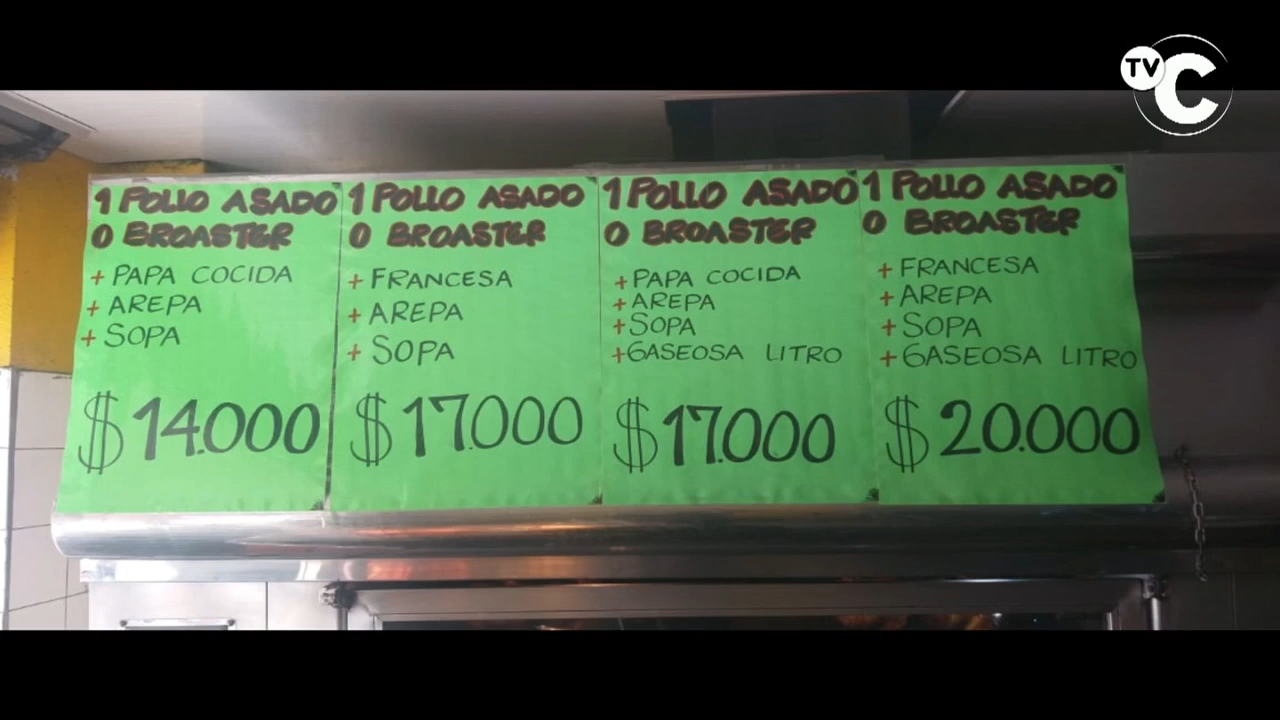 TV C
1 POLLO ASADO
O BROASTER
+ PAPA COCIDA
+ AREPA
+ SOPA
$14.000
1 POLLO ASADO
O BROASTER
+ FRANCESA
+ AREPA
+ SOPA
$17.000
1 POLLO ASADO
O BROASTER
+ PAPA COCIDA
+ AREPA
+ SOPA
+ GASEOSA LITRO
$17.000
1 POLLO ASADO
O BROASTER
+ FRANCESA
+ AREPA
+ SOPA
+ GASEOSA LITRO
$20.000